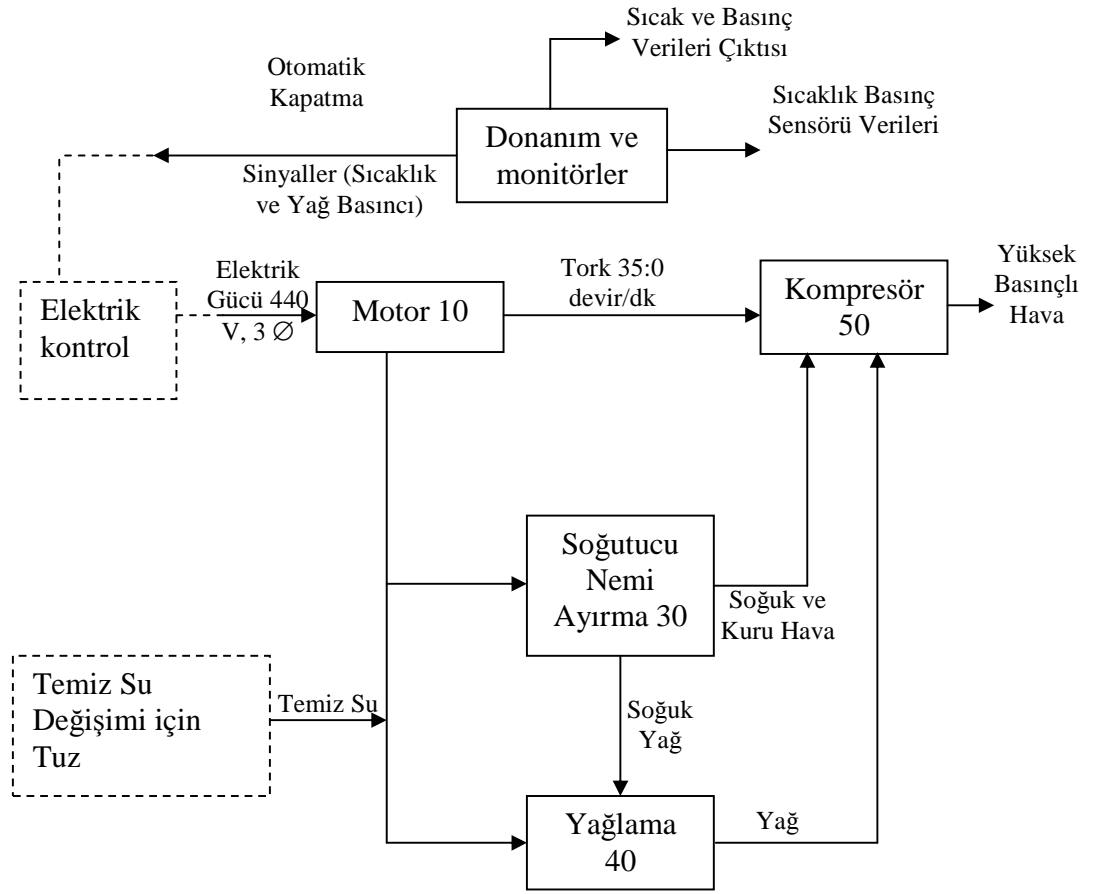 Sıcak ve Basınç
Verileri Çıktısı
Otomatik
Kapatma
Sıcaklık Basınç
Sensörü Verileri
Donanım ve
monitörler
Sinyaller (Sıcaklık
ve Yağ Basıncı)
Elektrik
kontrol
Elektrik
Gücü 440
V, 3 ∅
Motor 10
Tork 35:0
devir/dk
Kompresör
50
Yüksek
Basınçlı
Hava
Soğutucu
Nemi
Ayırma 30
Soğuk ve
Kuru Hava
Temiz Su
Değişimi için
Tuz
Temiz Su
Soğuk
Yağ
Yağlama
40
Yağ